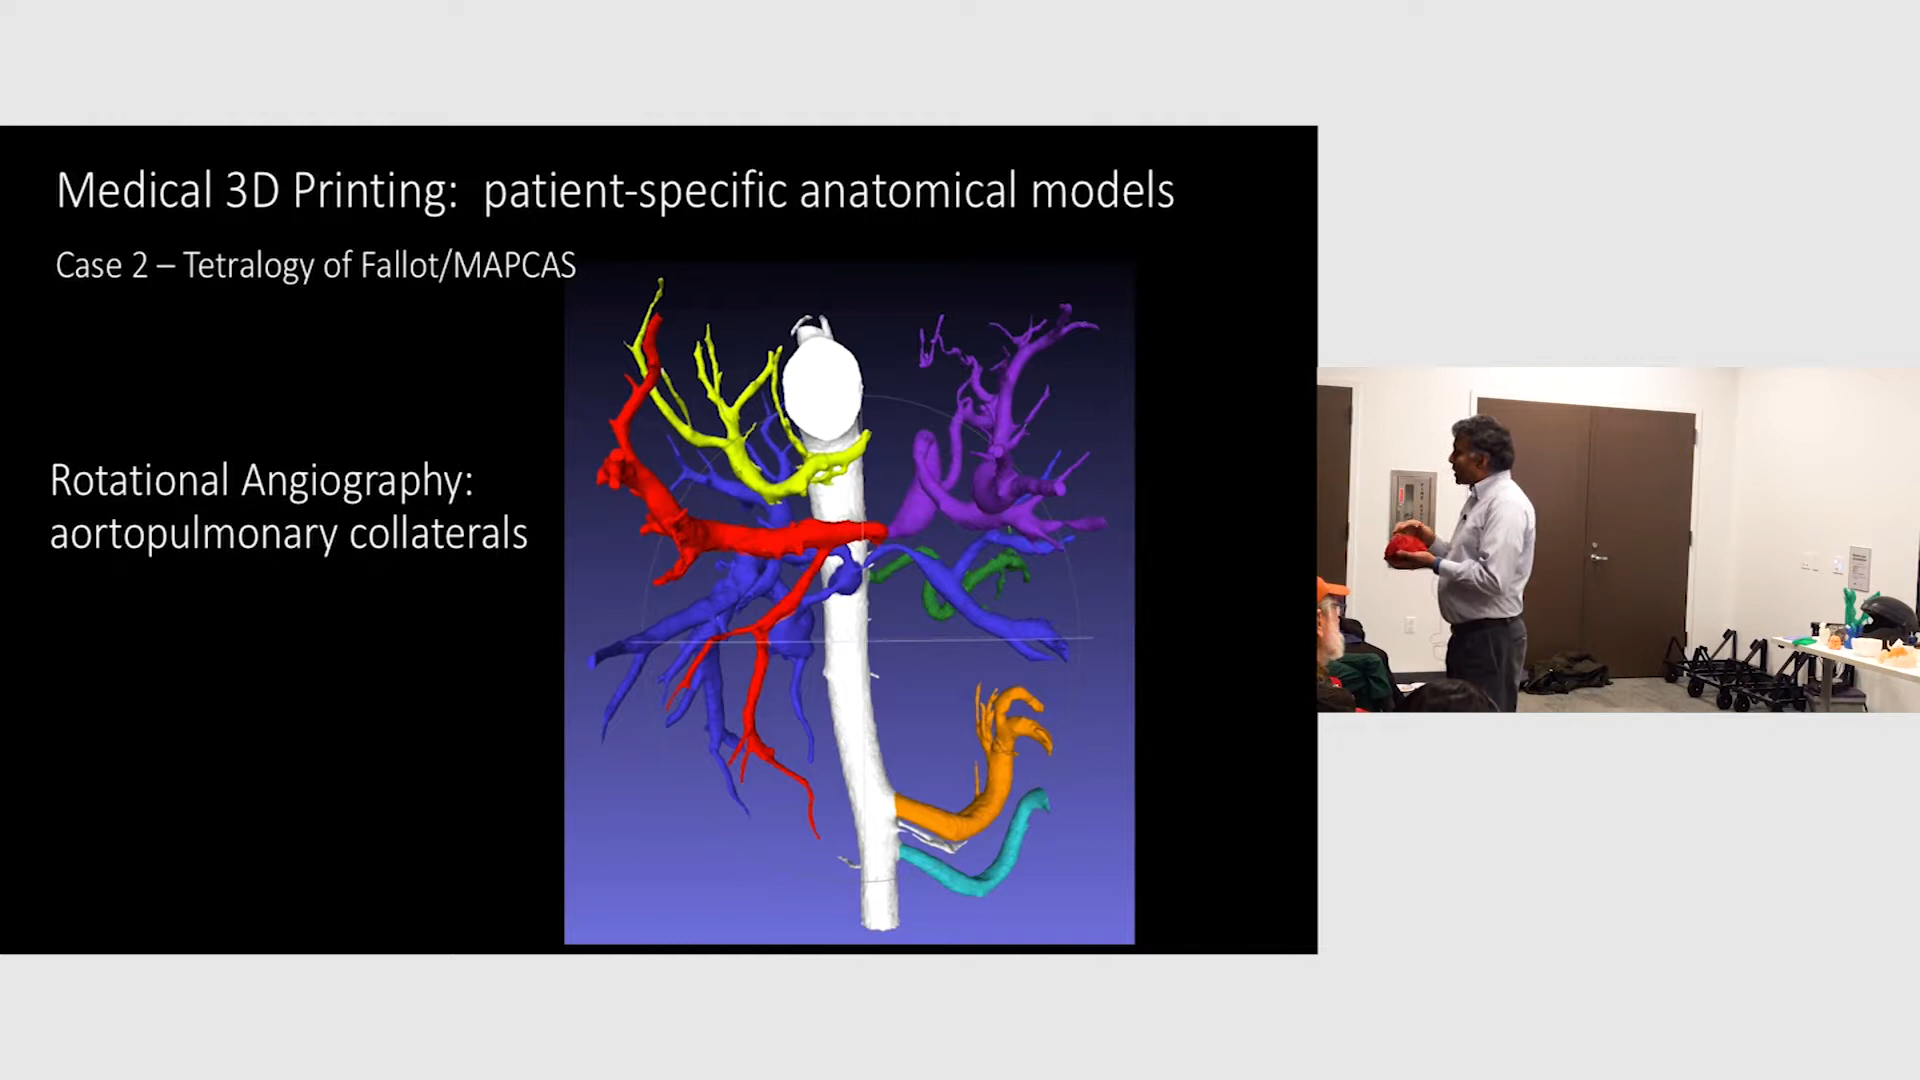 Medical 3D Printing: patient-specific anatomical models
Case 2 – Tetralogy of Fallot/MAPCAS
Rotational Angiography:
aortopulmonary collaterals